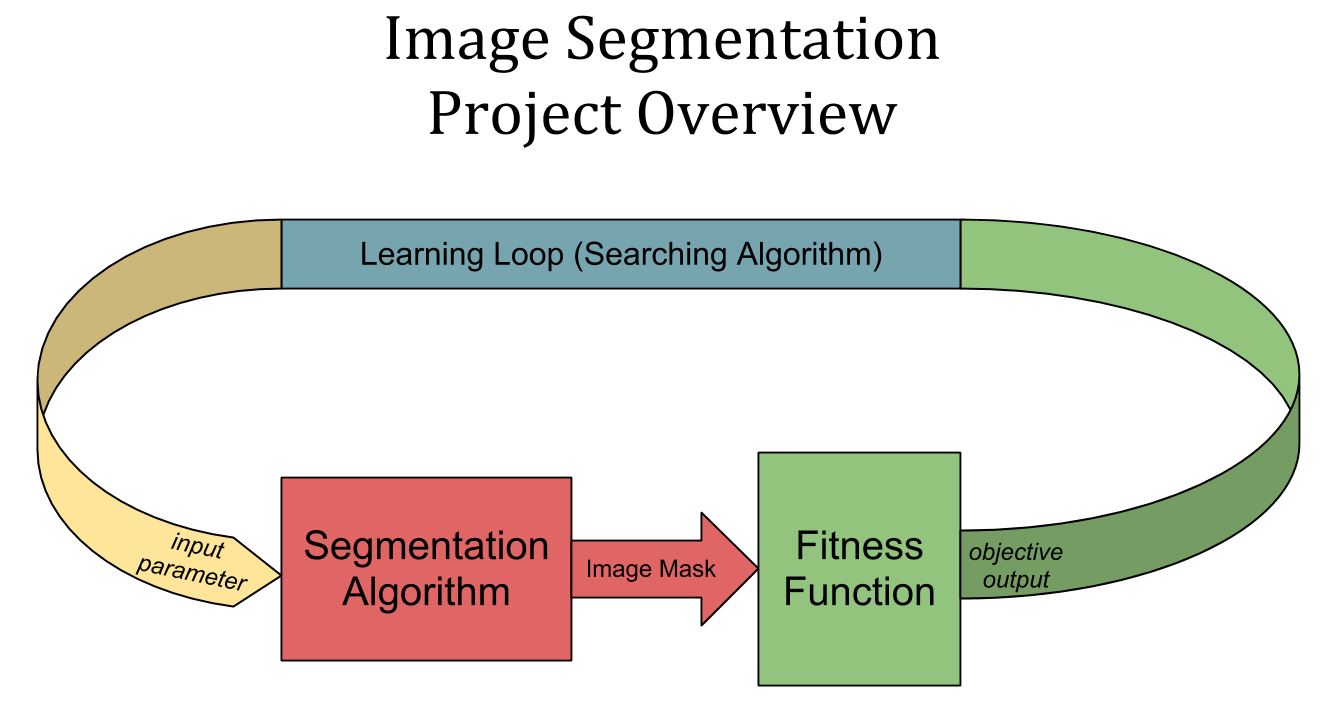 Image Segmentation
Project Overview
Learning Loop (Searching Algorithm)
input
parameter
Segmentation
Algorithm
Image Mask
Fitness
Function
objective
output